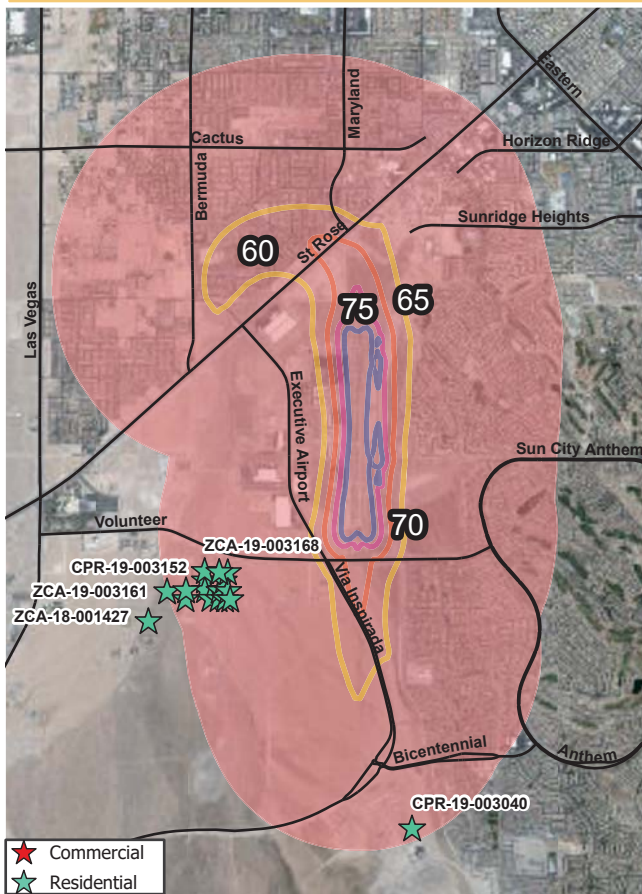 Eastern
Maryland
Cactus
Horizon Ridge
Bermuda
Sunridge Heights
St Rose
60
65
75
Las Vegas
Executive Airport
Sun City Anthem
Volunteer
70
ZCA-19-003168
CPR-19-003152
ZCA-19-003161
Via Inspirada
ZCA-18-001427
Bicentennial
Anthem
CPR-19-003040
Commercial
Residential